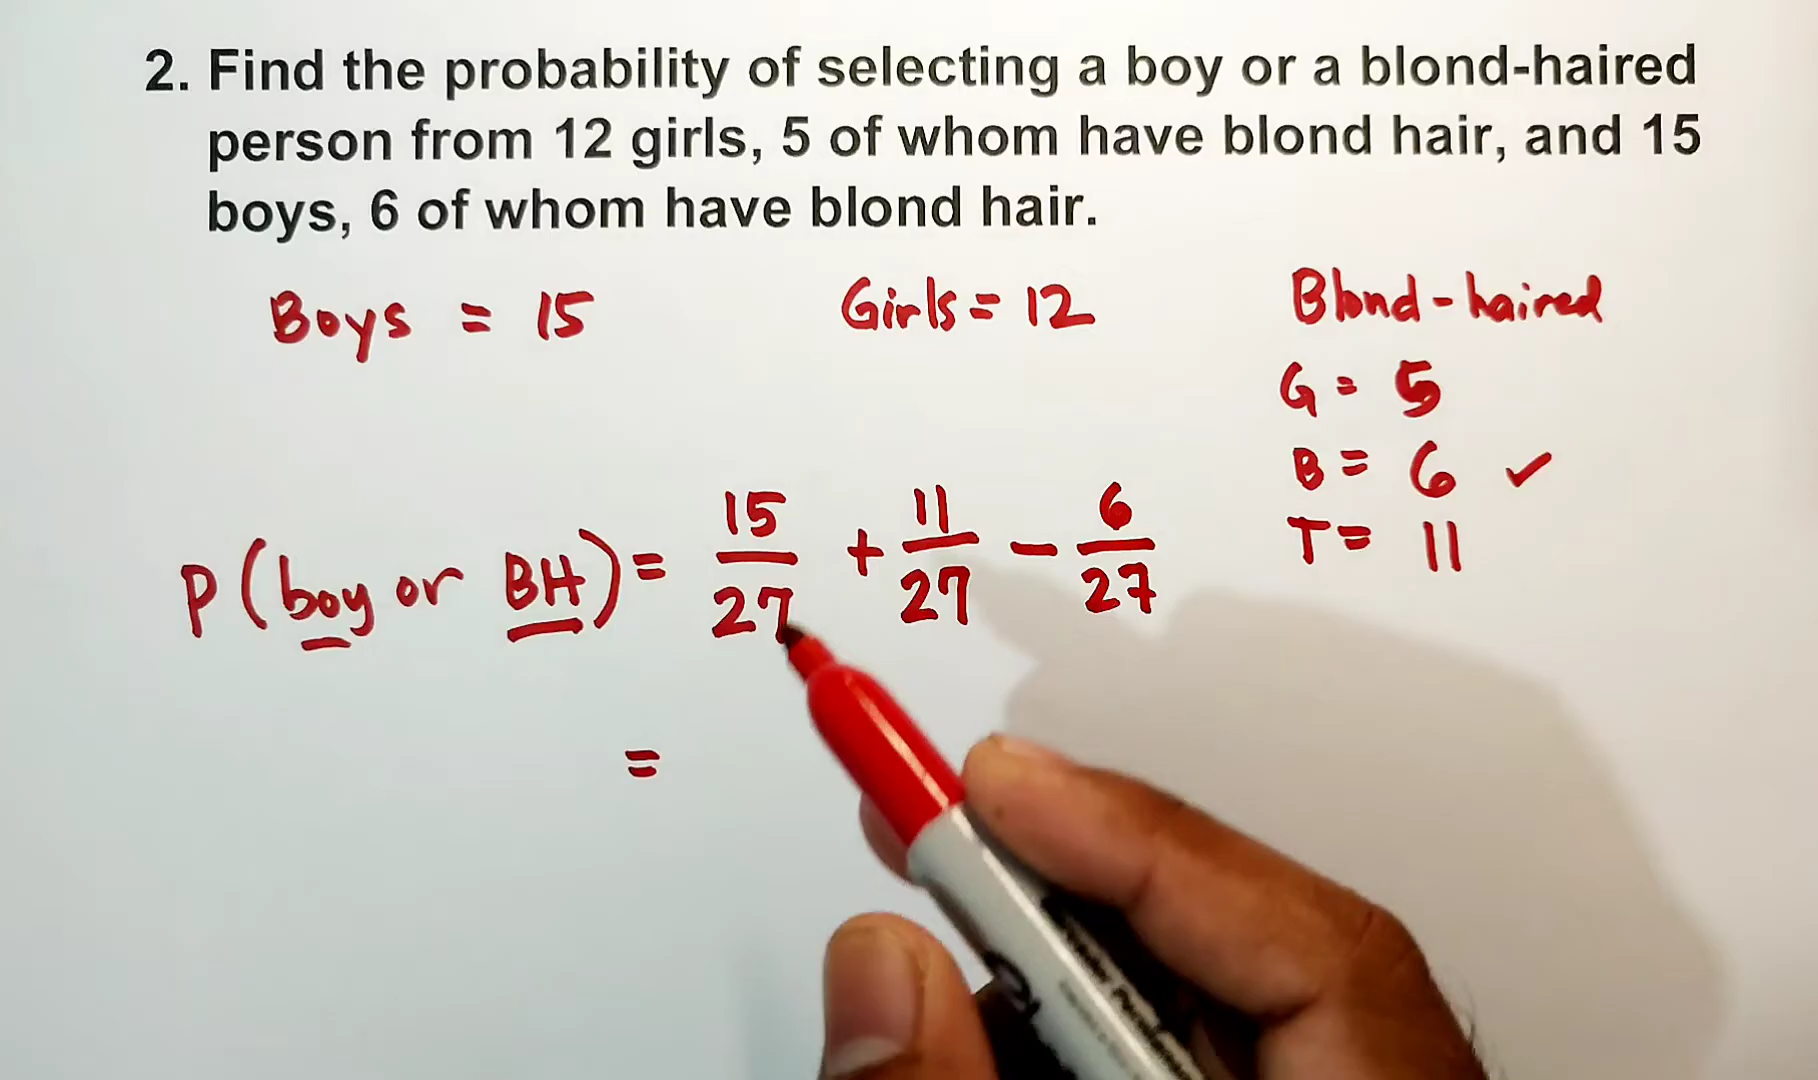 2. Find the probability of selecting a boy or a blond-haired
person from 12 girls, 5 of whom have blond hair, and 15
boys, 6 of whom have blond hair.
Boys = 15
Girls = 12
Blond-haired
G = 5
B = 6 ✓
T = 11
P(boy or BH) = 15/27 + 11/27 - 6/27
=